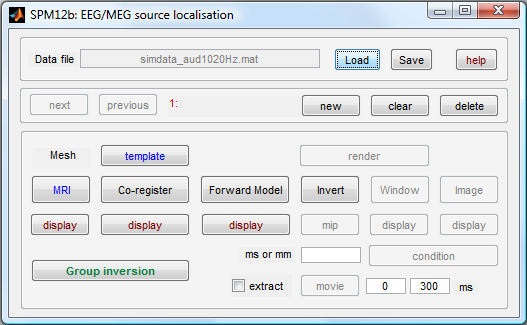 SPM12b: EEG/MEG source localisation
Data file simdata_aud1020Hz.mat Load Save help
next previous 1: new clear delete
Mesh template render
MRI Co-register Forward Model Invert Window Image
display display display mip display display
ms or mm condition
Group inversion
extract movie 0 300 ms